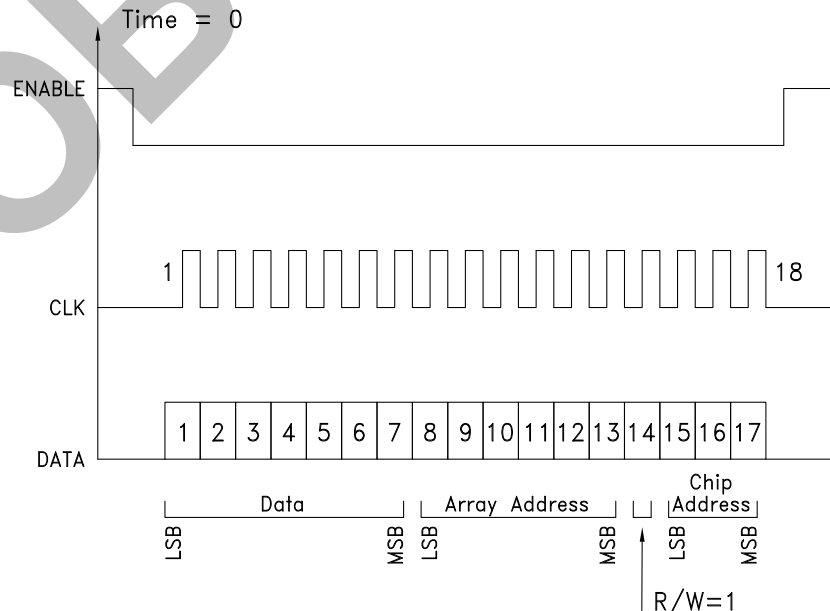 Time = 0
ENABLE
1
18
CLK
1 2 3 4 5 6 7 8 9 10 11 12 13 14 15 16 17
DATA
Data
Array Address
Chip
Address
LSB
MSB
LSB
MSB
LSB
MSB
R/W=1